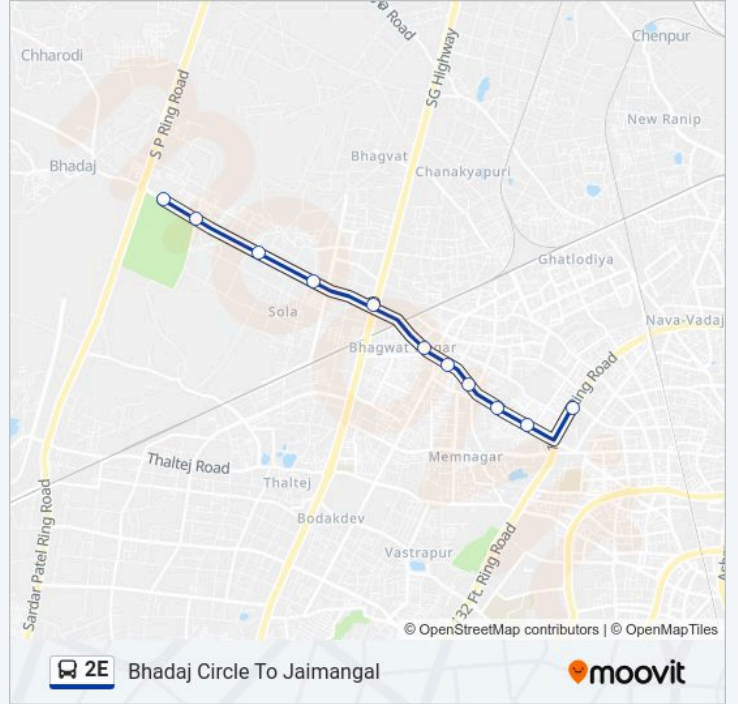 Road
Chenpur
Chharodi
SG Highway
S P Ring Road
New Ranip
Bhadaj
Bhagvat
Chanakyapuri
Ghatlodiya
Sola
Nava-Vadaj
Bhagwat Nagar
Ring Road
Memnagar
Thaltej Road
Thaltej
Bodakdev
Vastrapur
Sardar Patel Ring Road
132 Ft. Ring Road
© OpenStreetMap contributors | © OpenMapTiles
2E Bhadaj Circle To Jaimangal
moovit